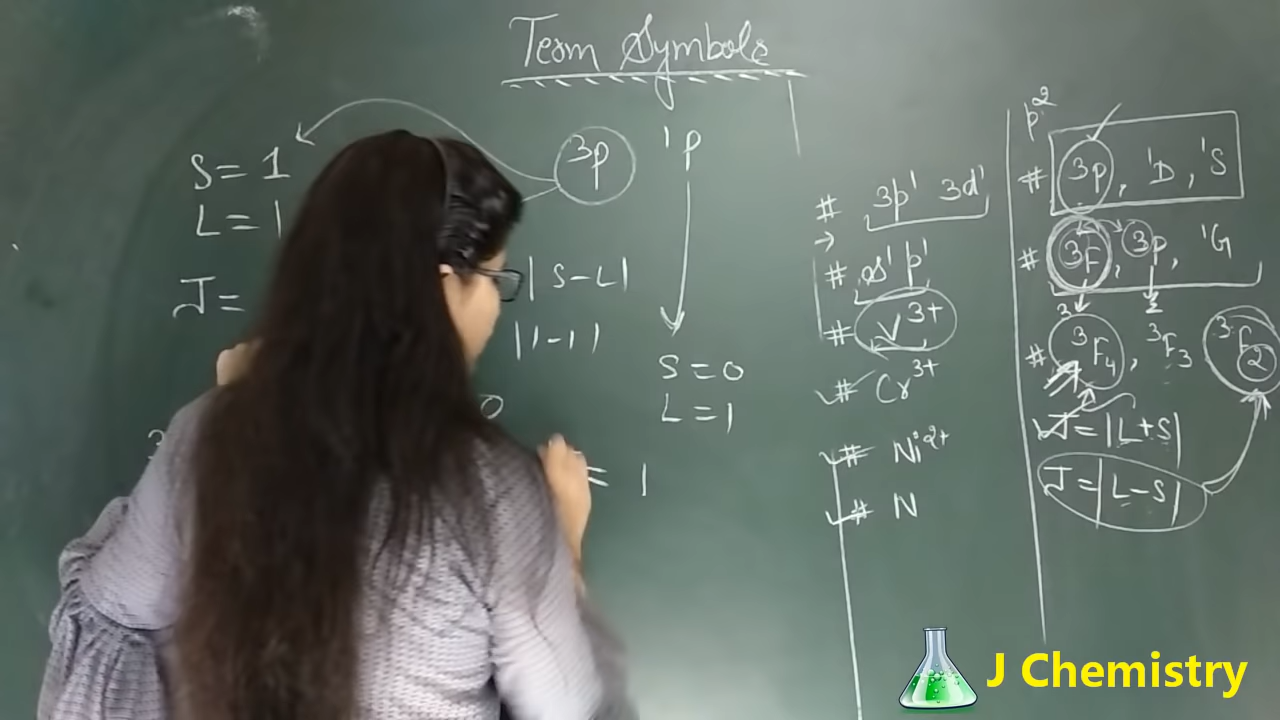 Term Symbols
S = 1
L = 1
J =
³P
¹P
|S-L|
|1-1|
0
S = 0
L = 1
= 1
# 3p¹ 3d¹
→
# s¹ p¹
# V³⁺
# Cr³⁺
# Ni²⁺
# N
p²
# ³P, ¹D, ¹S
# ³F, ³P, ¹G
# ³F₄, ³F₃ ³F₂
J = |L+S|
J = |L-S|
J Chemistry